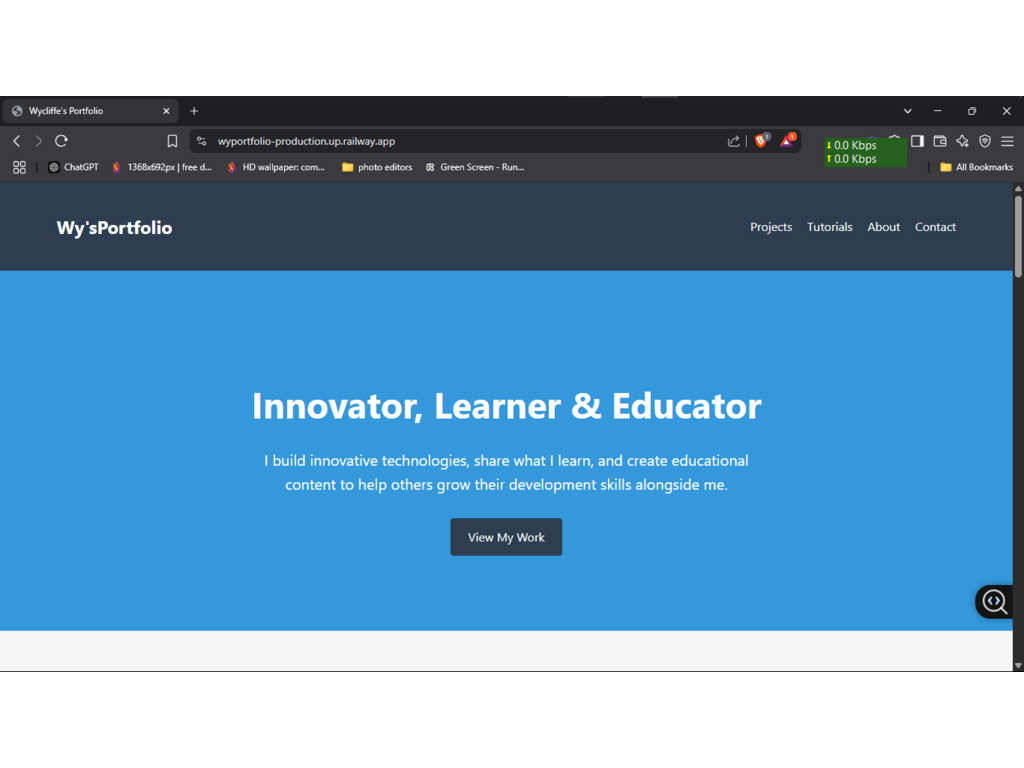 Wycliffe's Portfolio
wyportfolio-production.up.railway.app
0.0 Kbps
0.0 Kbps
ChatGPT
1368x692px | free d...
HD wallpaper: com...
photo editors
Green Screen - Run...
All Bookmarks
Wy'sPortfolio
Projects
Tutorials
About
Contact
Innovator, Learner & Educator
I build innovative technologies, share what I learn, and create educational
content to help others grow their development skills alongside me.
View My Work